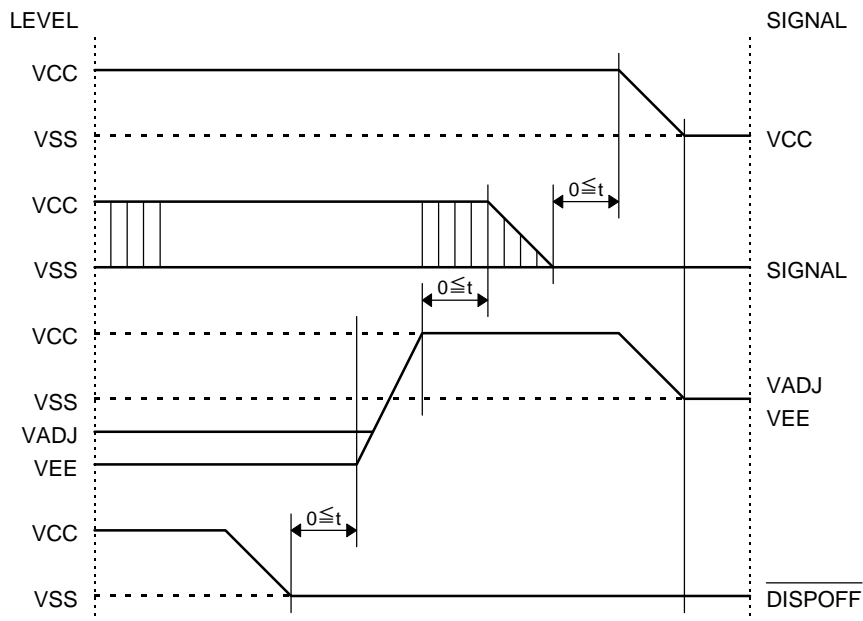 LEVEL SIGNAL
VCC
VSS VCC
0≦t
VCC
VSS SIGNAL
0≦t
VCC
VSS VADJ
VADJ VEE
VEE
0≦t
VCC
VSS DISPOFF